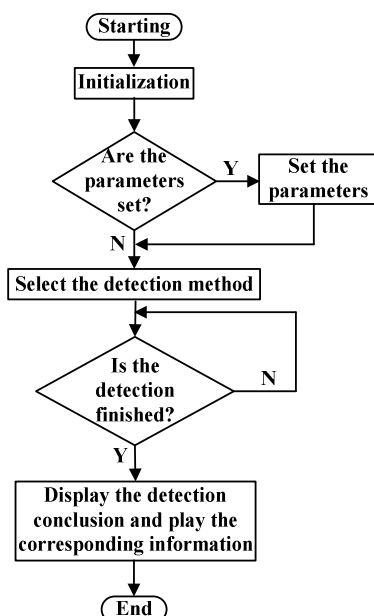 Starting
Initialization
Are the
parameters
set?
Y
Set the
parameters
N
Select the detection method
Is the
detection
finished?
N
Y
Display the detection
conclusion and play the
corresponding information
End